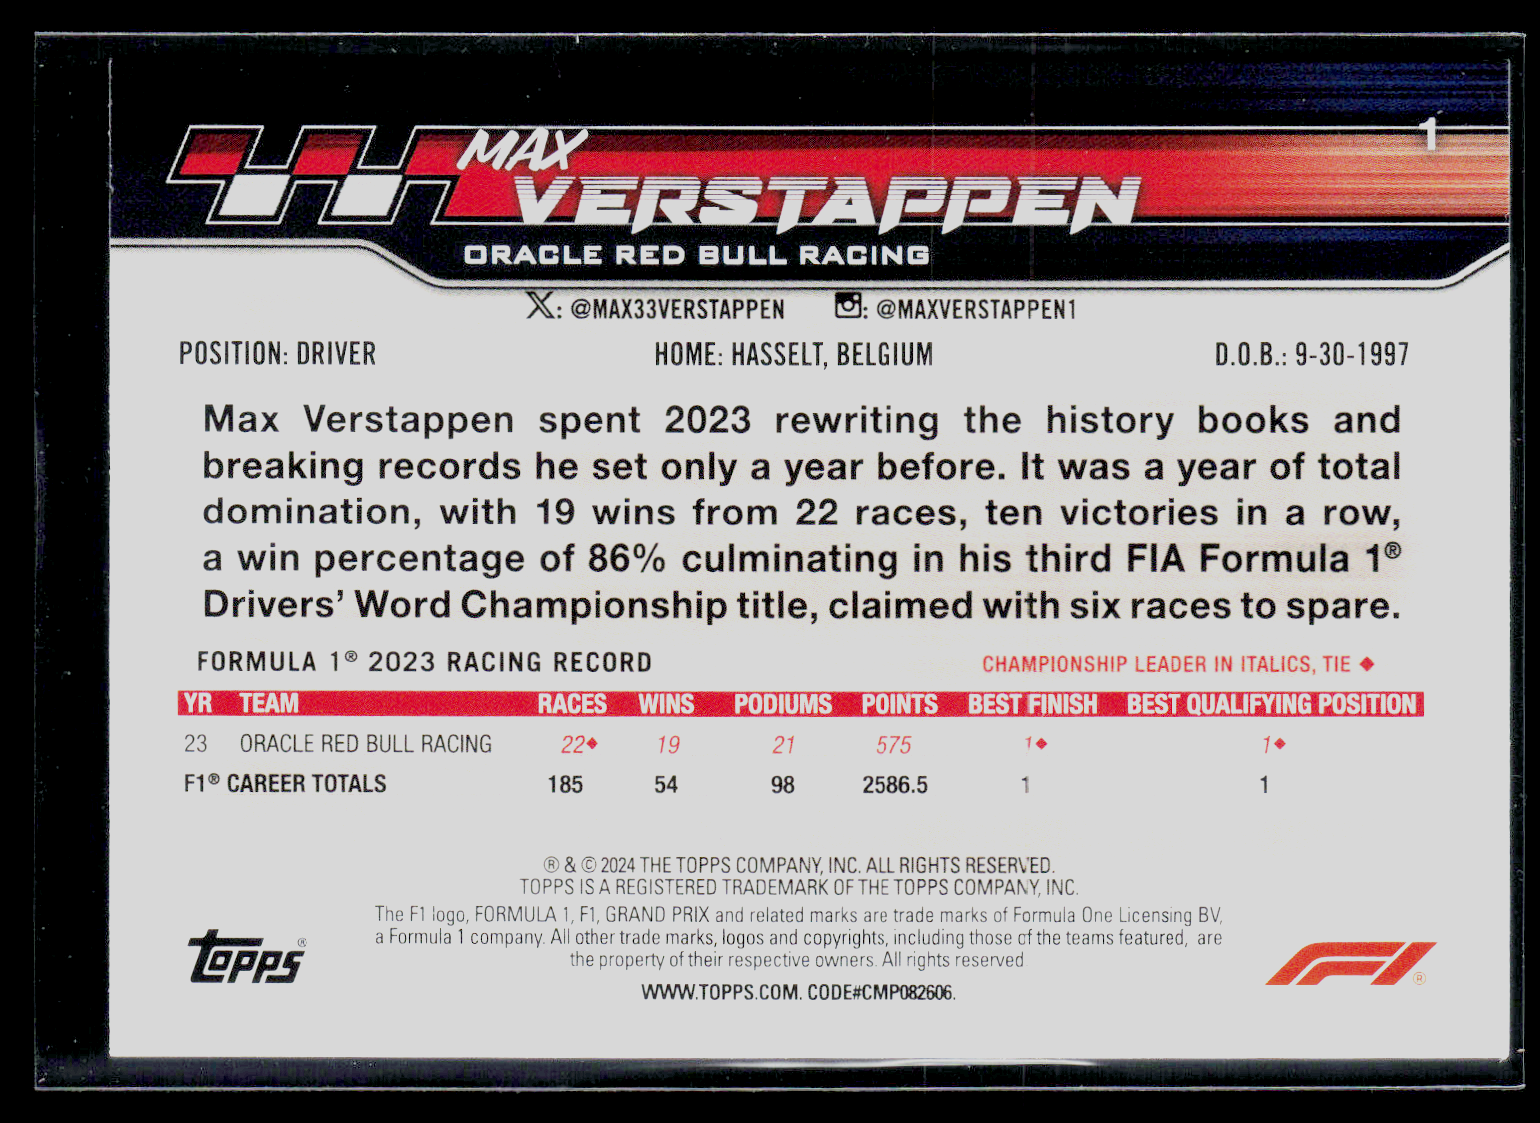 1
MAX
VERSTAPPEN
ORACLE RED BULL RACING
X: @MAX33VERSTAPPEN : @MAXVERSTAPPEN1
POSITION: DRIVER HOME: HASSELT, BELGIUM D.O.B.: 9-30-1997
Max Verstappen spent 2023 rewriting the history books and
breaking records he set only a year before. It was a year of total
domination, with 19 wins from 22 races, ten victories in a row,
a win percentage of 86% culminating in his third FIA Formula 1®
Drivers' Word Championship title, claimed with six races to spare.
FORMULA 1® 2023 RACING RECORD CHAMPIONSHIP LEADER IN ITALICS, TIE ◆
YR TEAM RACES WINS PODIUMS POINTS BEST FINISH BEST QUALIFYING POSITION
23 ORACLE RED BULL RACING 22◆ 19 21 575 1◆ 1◆
F1® CAREER TOTALS 185 54 98 2586.5 1 1
® & © 2024 THE TOPPS COMPANY, INC. ALL RIGHTS RESERVED.
TOPPS IS A REGISTERED TRADEMARK OF THE TOPPS COMPANY, INC.
The F1 logo, FORMULA 1, F1, GRAND PRIX and related marks are trade marks of Formula One Licensing BV,
a Formula 1 company. All other trade marks, logos and copyrights, including those of the teams featured, are
the property of their respective owners. All rights reserved
WWW.TOPPS.COM. CODE#CMP082606.
Topps®
F1®